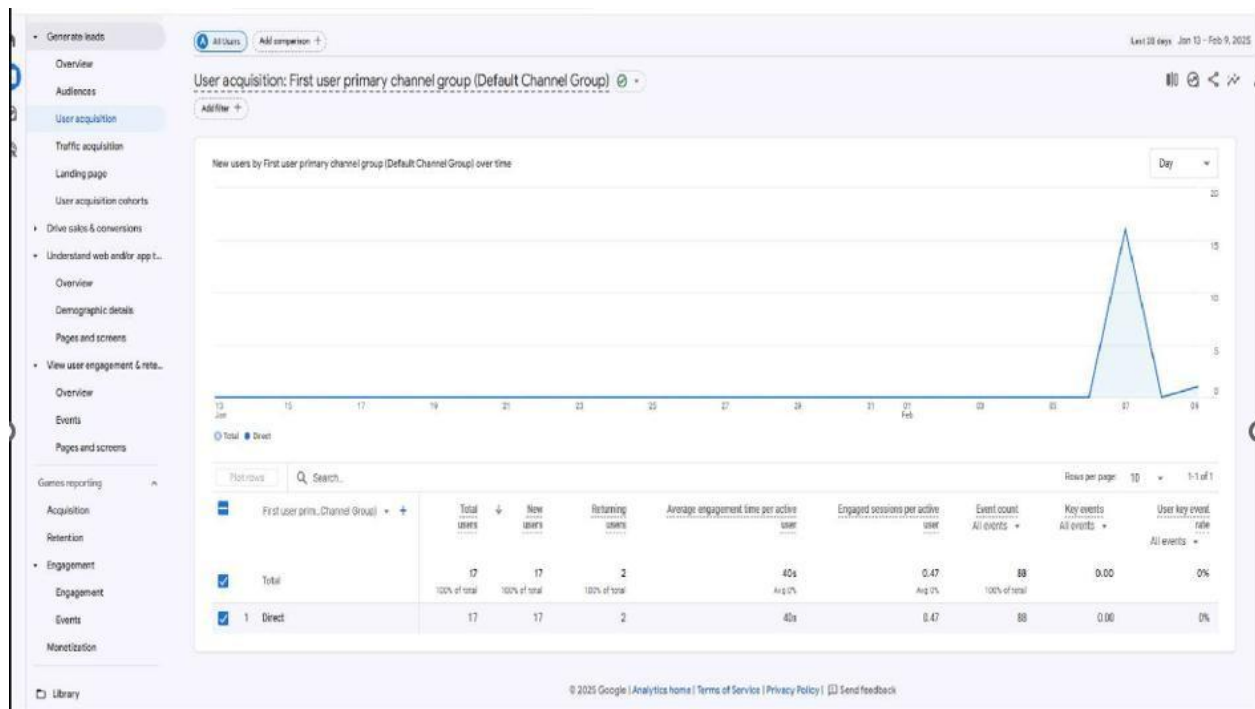 Generate leads
Overview
Audiences
User acquisition
Traffic acquisition
Landing page
User acquisition cohorts
Drive sales & conversions
Understand web and/or app t...
Overview
Demographic details
Pages and screens
View user engagement & rete...
Overview
Events
Pages and screens
Games reporting
Acquisition
Retention
Engagement
Engagement
Events
Monetization
Library
A All Users Add comparison +
Last 28 days Jan 13 - Feb 9, 2025
User acquisition: First user primary channel group (Default Channel Group)
Add filter +
New users by First user primary channel group (Default Channel Group) over time
Day
20
15
10
5
0
13 15 17 19 21 23 25 27 29 31 01 03 05 07 09
Jan Feb
Total Direct
Plot rows Search... Rows per page: 10 1-1 of 1
First user prim...Channel Group) +
Total users
New users
Returning users
Average engagement time per active user
Engaged sessions per active user
Event count All events
Key events All events
User key event rate All events
Total 17 17 2 40s 0.47 88 0.00 0%
100% of total 100% of total 100% of total Avg 0% Avg 0% 100% of total
1 Direct 17 17 2 40s 0.47 88 0.00 0%
© 2025 Google | Analytics home | Terms of Service | Privacy Policy | Send feedback